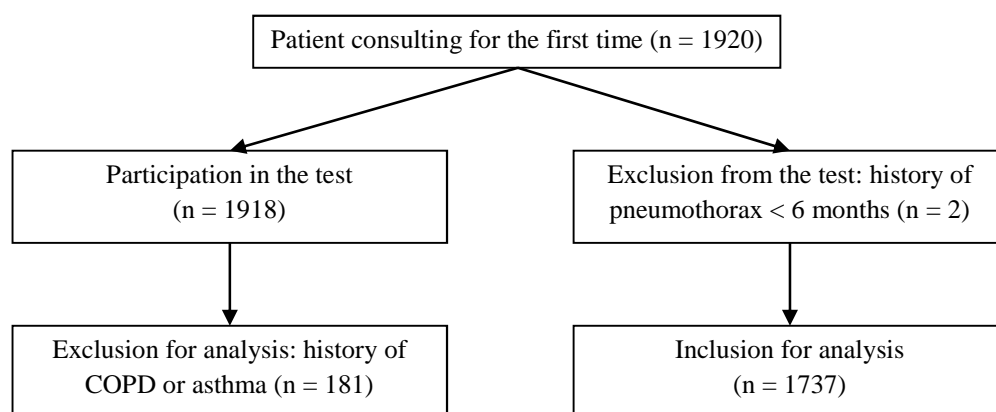 Patient consulting for the first time (n = 1920)
Participation in the test
(n = 1918)
Exclusion from the test: history of
pneumothorax < 6 months (n = 2)
Exclusion for analysis: history of
COPD or asthma (n = 181)
Inclusion for analysis
(n = 1737)